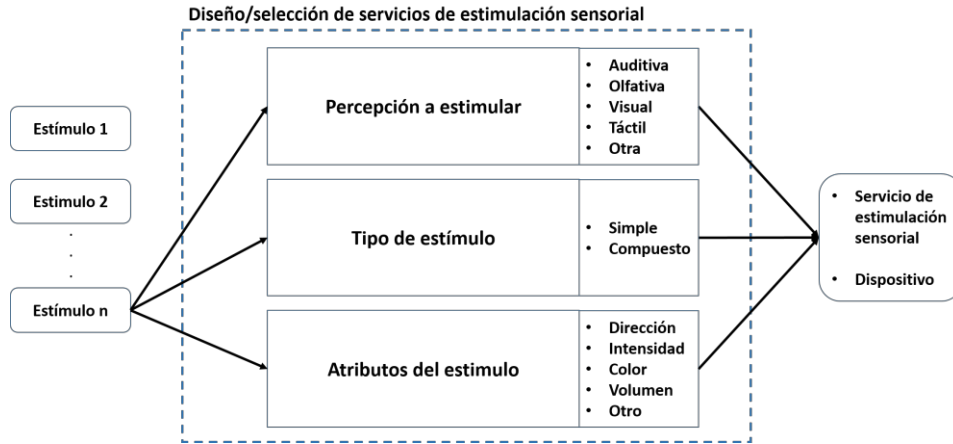 Diseño/selección de servicios de estimulación sensorial
Estímulo 1
Estimulo 2
.
.
.
Estímulo n
Percepción a estimular
• Auditiva
• Olfativa
• Visual
• Táctil
• Otra
Tipo de estímulo
• Simple
• Compuesto
Atributos del estimulo
• Dirección
• Intensidad
• Color
• Volumen
• Otro
• Servicio de
estimulación
sensorial
• Dispositivo